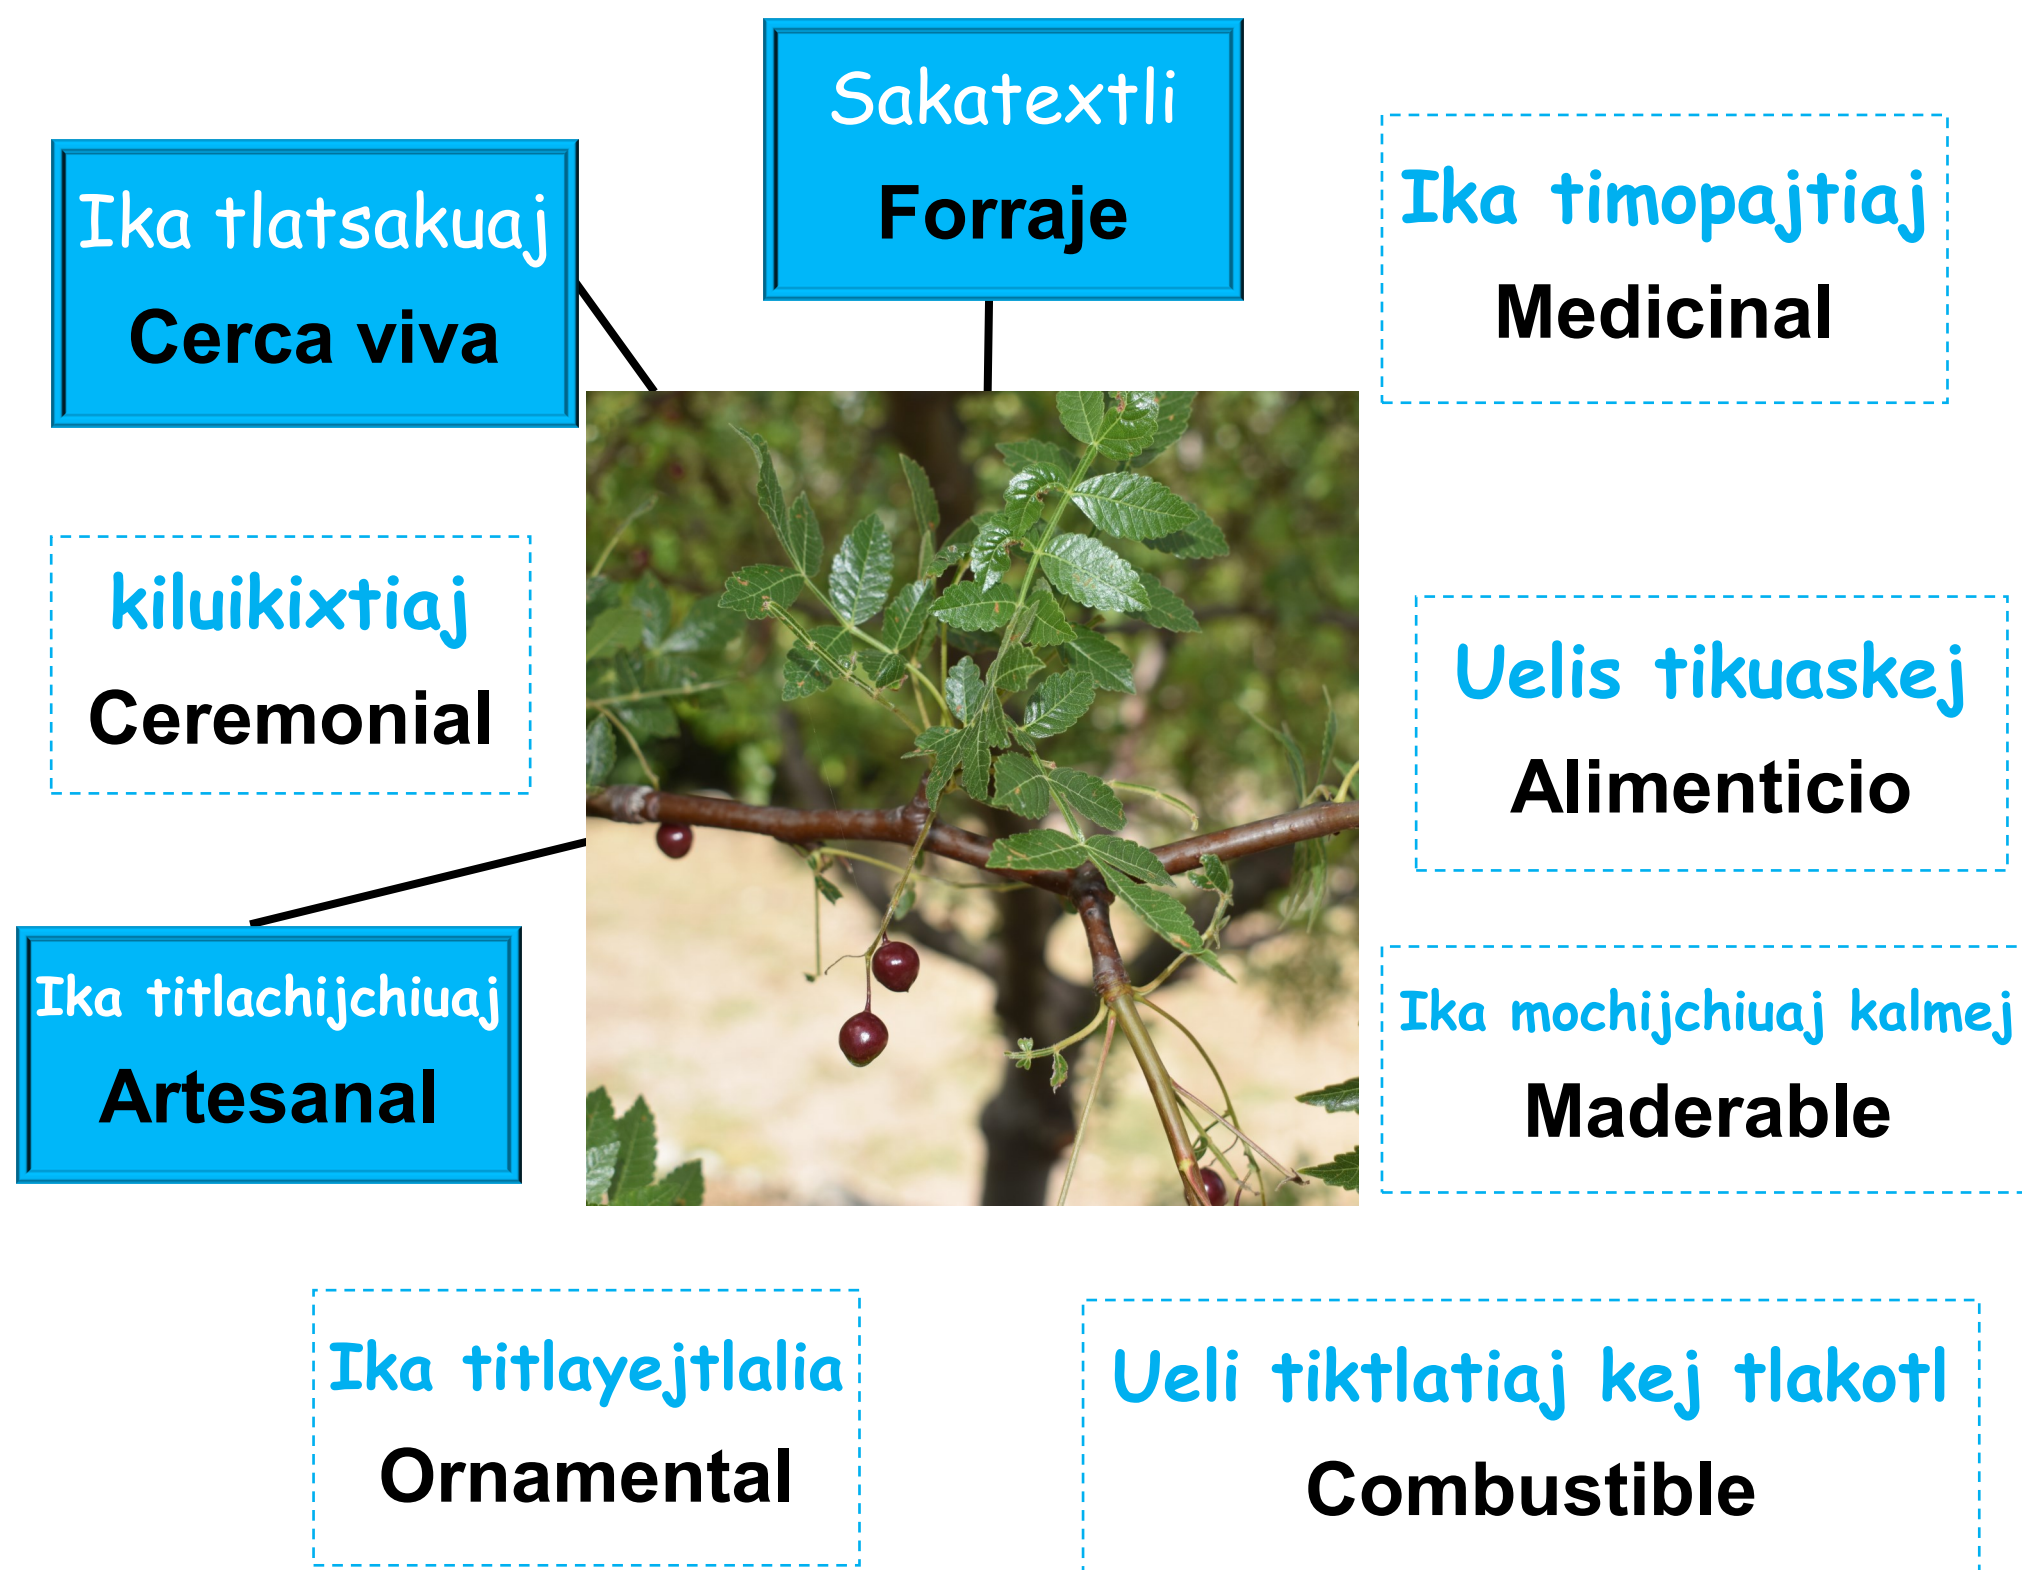 Sakatextli
Forraje
Ika tlatsakuaj
Cerca viva
Ika timopajtiaj
Medicinal
kiluikixtiaj
Ceremonial
Uelis tikuaskej
Alimenticio
Ika titlachijchiuaj
Artesanal
Ika mochijchiuaj kalmej
Maderable
Ika titlayejtlalia
Ornamental
Ueli tiktlatiaj kej tlakotl
Combustible